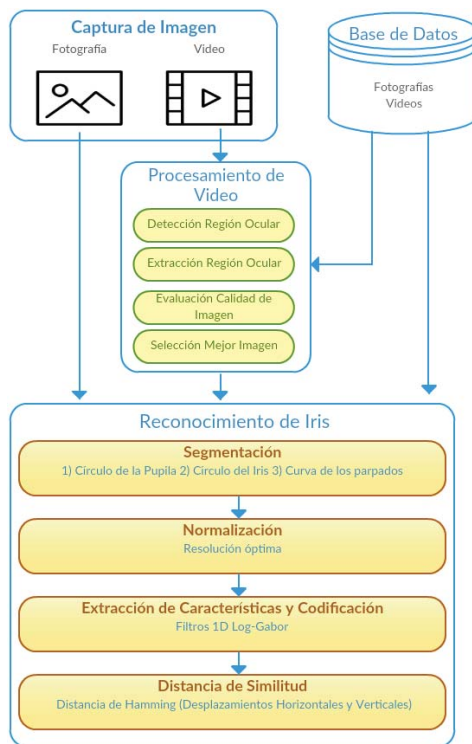 Captura de Imagen
Fotografía
Video
Base de Datos
Fotografías
Videos
Procesamiento de
Video
Detección Región Ocular
Extracción Región Ocular
Evaluación Calidad de
Imagen
Selección Mejor Imagen
Reconocimiento de Iris
Segmentación
1) Círculo de la Pupila 2) Círculo del Iris 3) Curva de los parpados
Normalización
Resolución óptima
Extracción de Características y Codificación
Filtros 1D Log-Gabor
Distancia de Similitud
Distancia de Hamming (Desplazamientos Horizontales y Verticales)